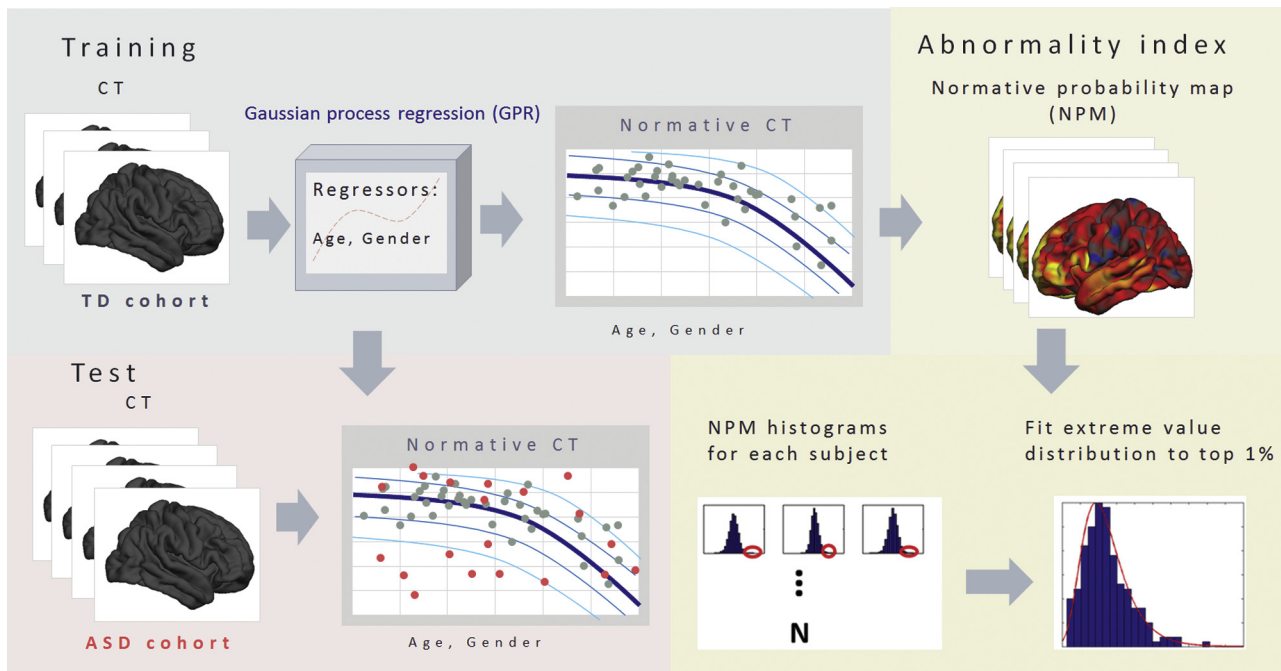 Training
CT
TD cohort
Gaussian process regression (GPR)
Regressors:
Age, Gender
Normative CT
Age, Gender
Abnormality index
Normative probability map
(NPM)
Test
CT
ASD cohort
Normative CT
Age, Gender
NPM histograms
for each subject
N
Fit extreme value
distribution to top 1%